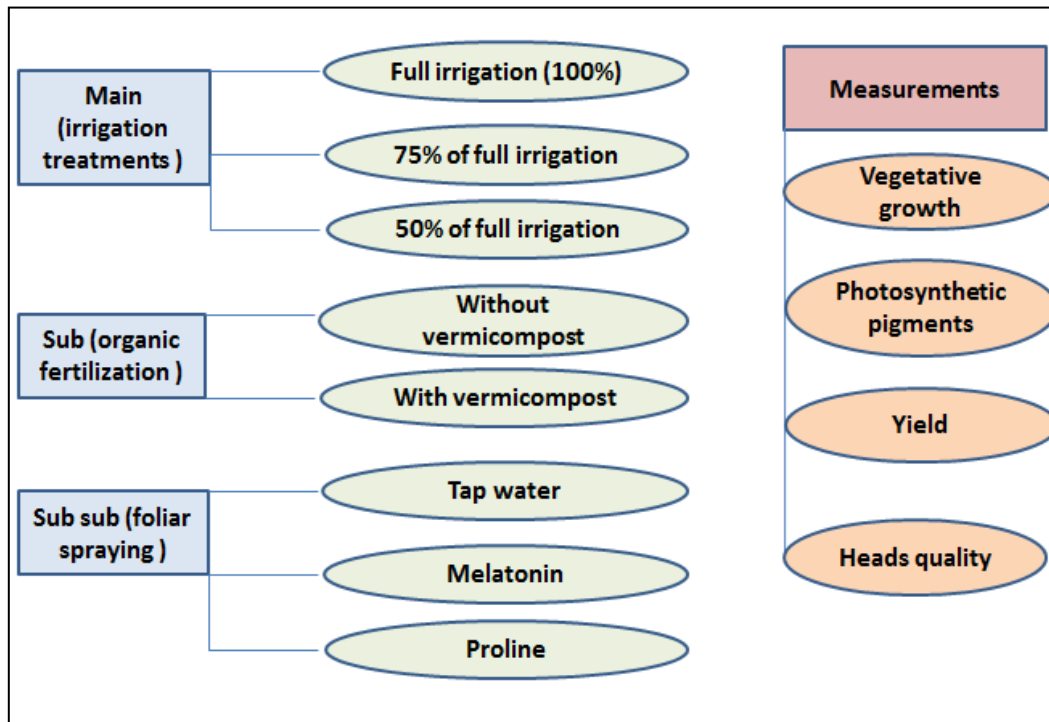 Main
(irrigation
treatments )
Full irrigation (100%)
75% of full irrigation
50% of full irrigation
Sub (organic
fertilization )
Without
vermicompost
With vermicompost
Sub sub (foliar
spraying )
Tap water
Melatonin
Proline
Measurements
Vegetative
growth
Photosynthetic
pigments
Yield
Heads quality